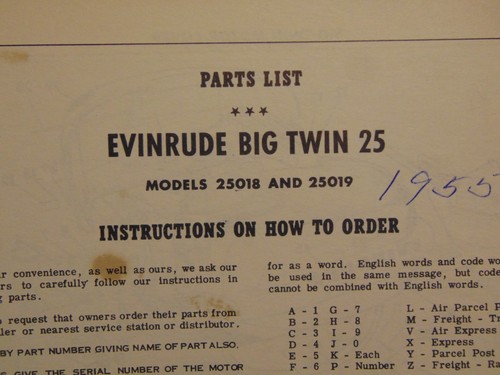 PARTS LIST
***
EVINRUDE BIG TWIN 25
MODELS 25018 AND 25019
1955
INSTRUCTIONS ON HOW TO ORDER
convenience, as well as ours, we ask our
to carefully follow our instructions in
parts.
request that owners order their parts from
or nearest service station or distributor.
BY PART NUMBER GIVING NAME OF PART ALSO.
GIVE THE SERIAL NUMBER OF THE MOTOR
for as a word. English words and code
be used in the same message, but code
cannot be combined with English words.
A - 1 G - 7 L - Air Parcel
B - 2 H - 8 M - Freight -
C - 3 I - 9 V - Air Express
D - 4 J - 0 X - Express
E - 5 K - Each Y - Parcel Post
F - 6 P - Number Z - Freight -